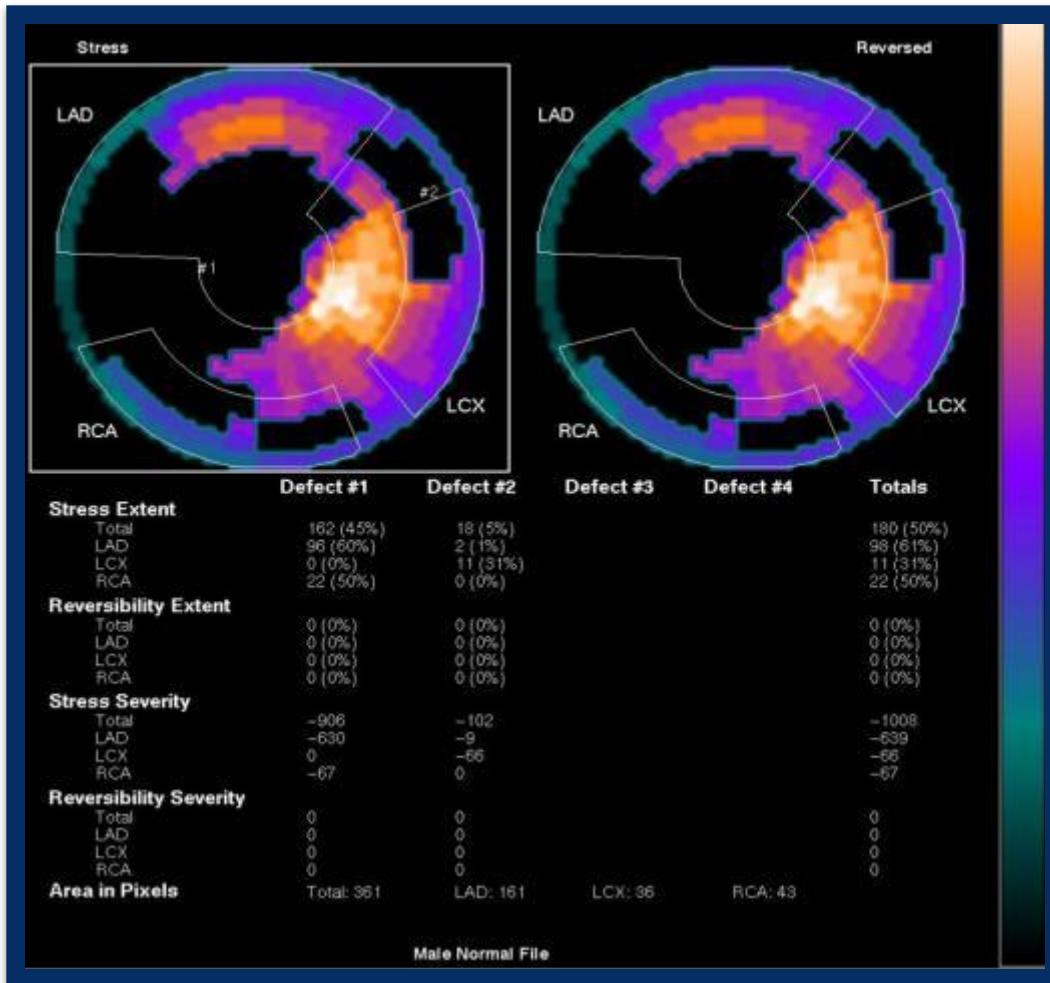 Stress Reversed
LAD LAD
#2
#1
LCX LCX
RCA RCA
Defect #1 Defect #2 Defect #3 Defect #4 Totals
Stress Extent
Total 162 (45%) 18 (5%) 180 (50%)
LAD 96 (60%) 2 (1%) 98 (61%)
LCX 0 (0%) 11 (31%) 11 (31%)
RCA 22 (50%) 0 (0%) 22 (50%)
Reversibility Extent
Total 0 (0%) 0 (0%) 0 (0%)
LAD 0 (0%) 0 (0%) 0 (0%)
LCX 0 (0%) 0 (0%) 0 (0%)
RCA 0 (0%) 0 (0%) 0 (0%)
Stress Severity
Total -906 -102 -1008
LAD -630 -9 -639
LCX 0 -66 -66
RCA -67 0 -67
Reversibility Severity
Total 0 0 0
LAD 0 0 0
LCX 0 0 0
RCA 0 0 0
Area in Pixels Total: 361 LAD: 161 LCX: 36 RCA: 43
Male Normal File